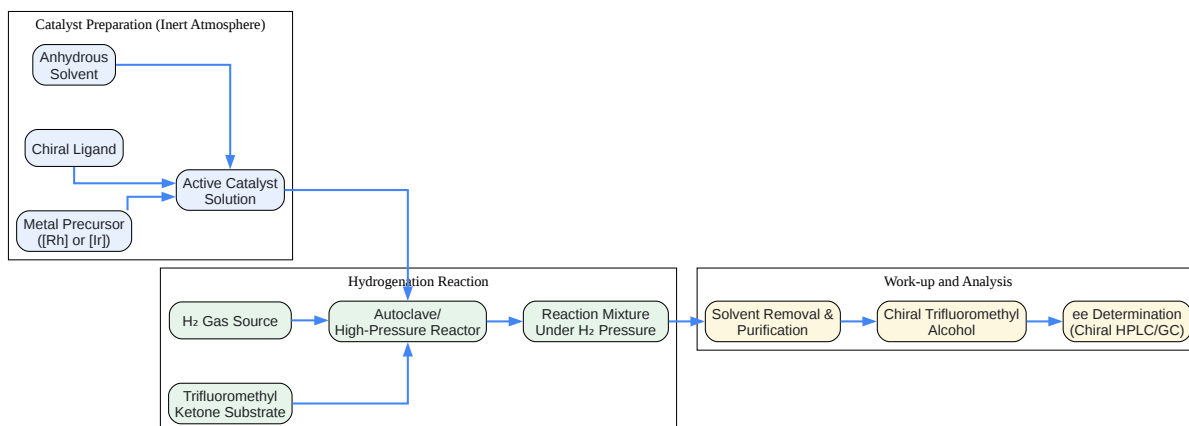 Catalyst Preparation (Inert Atmosphere)
Anhydrous
Solvent
Chiral Ligand
Active Catalyst
Solution
Metal Precursor
([Rh] or [Ir])
Hydrogenation Reaction
H₂ Gas Source
Autoclave/
High-Pressure Reactor
Reaction Mixture
Under H₂ Pressure
Trifluoromethyl
Ketone Substrate
Work-up and Analysis
Solvent Removal &
Purification
Chiral Trifluoromethyl
Alcohol
ee Determination
(Chiral HPLC/GC)